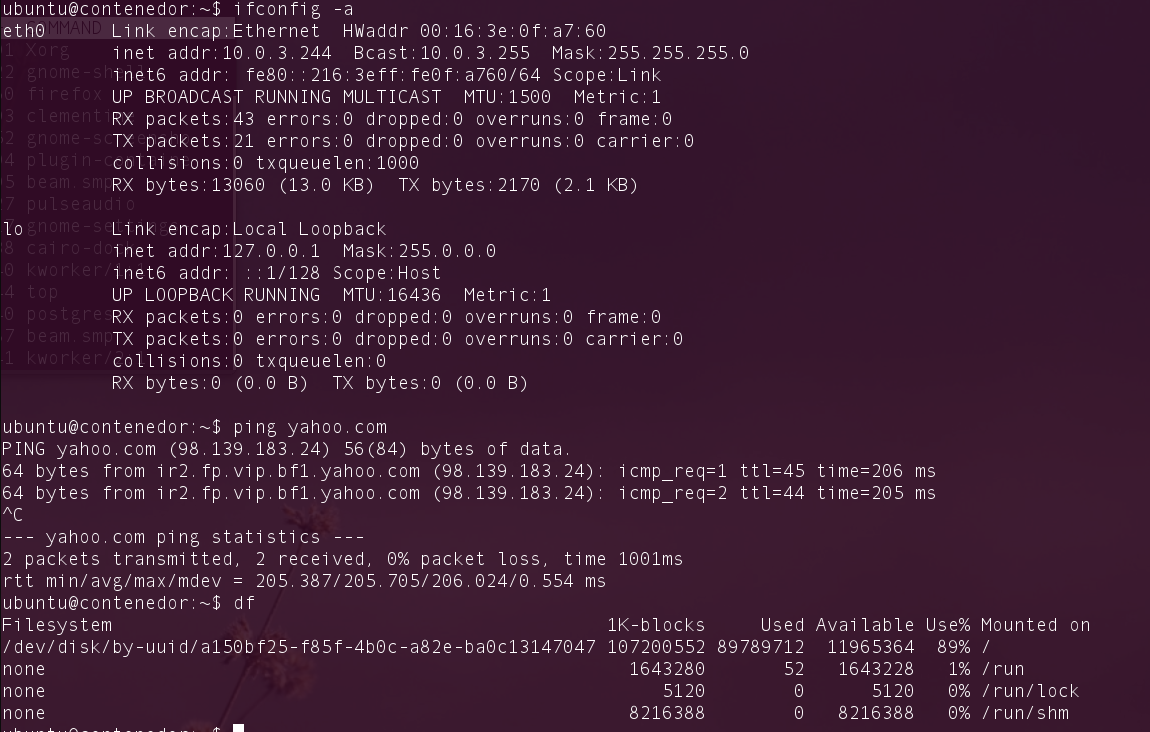 ubuntu@contenedor:~$ ifconfig -a
eth0      Link encap:Ethernet  HWaddr 00:16:3e:0f:a7:60
          inet addr:10.0.3.244  Bcast:10.0.3.255  Mask:255.255.255.0
          inet6 addr: fe80::216:3eff:fe0f:a760/64 Scope:Link
          UP BROADCAST RUNNING MULTICAST  MTU:1500  Metric:1
          RX packets:43 errors:0 dropped:0 overruns:0 frame:0
          TX packets:21 errors:0 dropped:0 overruns:0 carrier:0
          collisions:0 txqueuelen:1000
          RX bytes:13060 (13.0 KB)  TX bytes:2170 (2.1 KB)

lo        Link encap:Local Loopback
          inet addr:127.0.0.1  Mask:255.0.0.0
          inet6 addr: ::1/128 Scope:Host
          UP LOOPBACK RUNNING  MTU:16436  Metric:1
          RX packets:0 errors:0 dropped:0 overruns:0 frame:0
          TX packets:0 errors:0 dropped:0 overruns:0 carrier:0
          collisions:0 txqueuelen:0
          RX bytes:0 (0.0 B)  TX bytes:0 (0.0 B)

ubuntu@contenedor:~$ ping yahoo.com
PING yahoo.com (98.139.183.24) 56(84) bytes of data.
64 bytes from ir2.fp.vip.bf1.yahoo.com (98.139.183.24): icmp_req=1 ttl=45 time=206 ms
64 bytes from ir2.fp.vip.bf1.yahoo.com (98.139.183.24): icmp_req=2 ttl=44 time=205 ms
^C
--- yahoo.com ping statistics ---
2 packets transmitted, 2 received, 0% packet loss, time 1001ms
rtt min/avg/max/mdev = 205.387/205.705/206.024/0.554 ms
ubuntu@contenedor:~$ df
Filesystem                                             1K-blocks     Used Available Use% Mounted on
/dev/disk/by-uuid/a150bf25-f85f-4b0c-a82e-ba0c13147047 107200552 89789712  11965364  89% /
none                                                     1643280       52   1643228   1% /run
none                                                        5120        0      5120   0% /run/lock
none                                                     8216388        0   8216388   0% /run/shm
ubuntu@contenedor:~$
COMMAND
Xorg
firefox
pulseaudio
top
beam.smp